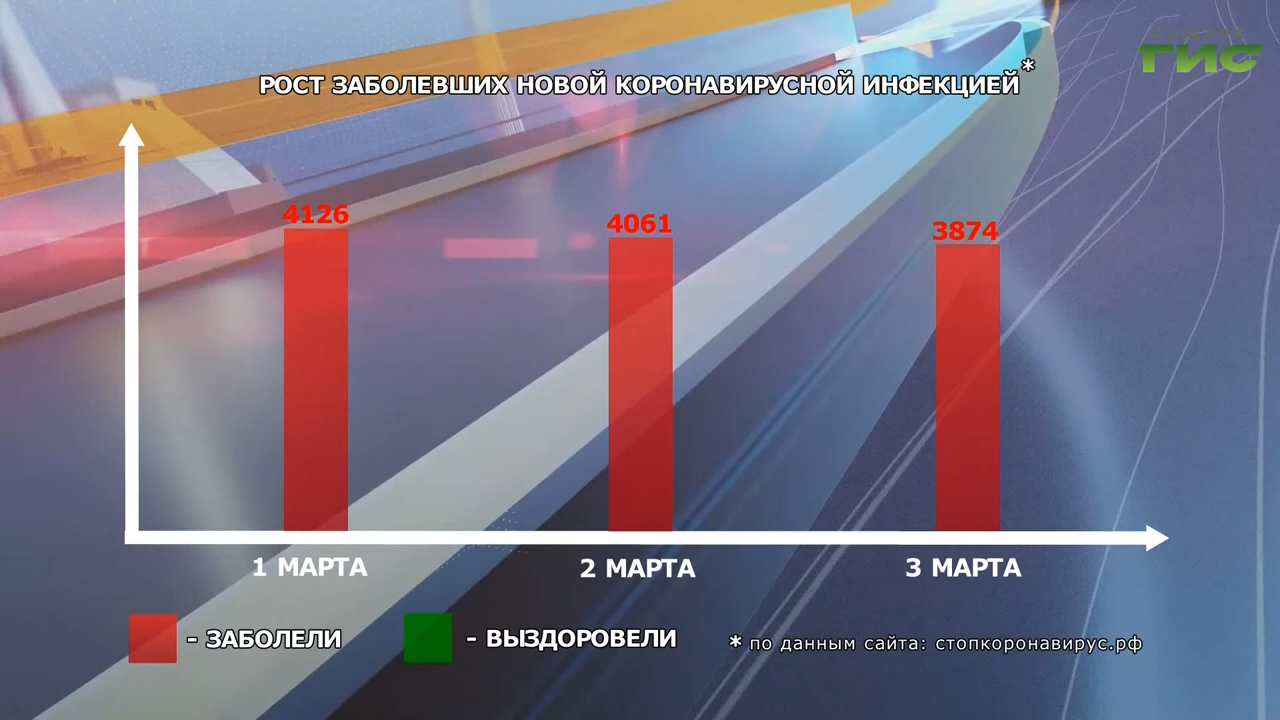 ГИС
РОСТ ЗАБОЛЕВШИХ НОВОЙ КОРОНАВИРУСНОЙ ИНФЕКЦИЕЙ*
4126
4061
3874
1 МАРТА
2 МАРТА
3 МАРТА
- ЗАБОЛЕЛИ
- ВЫЗДОРОВЕЛИ
* по данным сайта: стопкоронавирус.рф